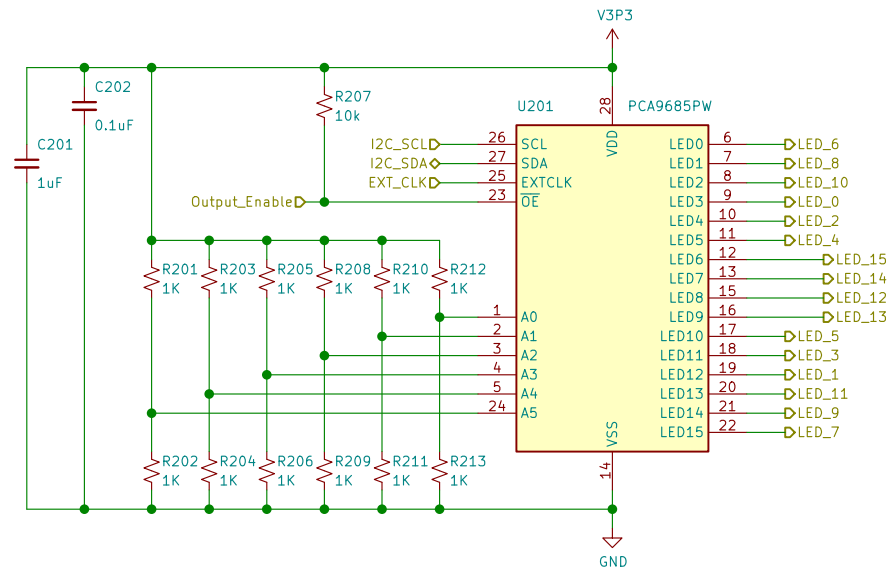 V3P3
C202
0.1uF
C201
1uF
R207
10k
U201
PCA9685PW
28
VDD
I2C_SCL
26
SCL
I2C_SDA
27
SDA
EXT_CLK
25
EXTCLK
Output_Enable
23
OE
LED0
6
LED_6
LED1
7
LED_8
LED2
8
LED_10
LED3
9
LED_0
LED4
10
LED_2
LED5
11
LED_4
LED6
12
LED_15
LED7
13
LED_14
LED8
15
LED_12
LED9
16
LED_13
LED10
17
LED_5
LED11
18
LED_3
LED12
19
LED_1
LED13
20
LED_11
LED14
21
LED_9
LED15
22
LED_7
R201
1K
R203
1K
R205
1K
R208
1K
R210
1K
R212
1K
1
A0
2
A1
3
A2
4
A3
5
A4
24
A5
R202
1K
R204
1K
R206
1K
R209
1K
R211
1K
R213
1K
VSS
14
GND